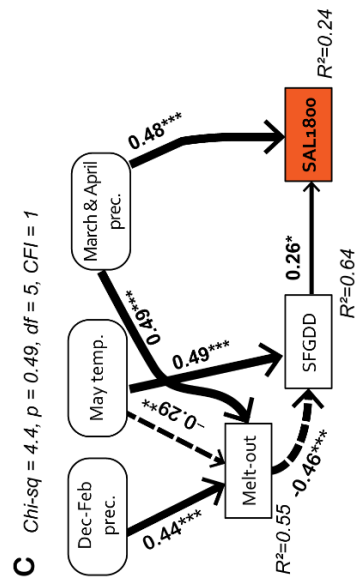 C
Chi-sq = 4.4, p = 0.49, df = 5, CFI = 1
Dec-Feb
prec.
May temp.
March & April
prec.
0.44***
-0.29**
0.49***
0.49***
0.48***
Melt-out
R²=0.55
-0.46***
SFGDD
R²=0.64
0.26*
SAL1800
R²=0.24